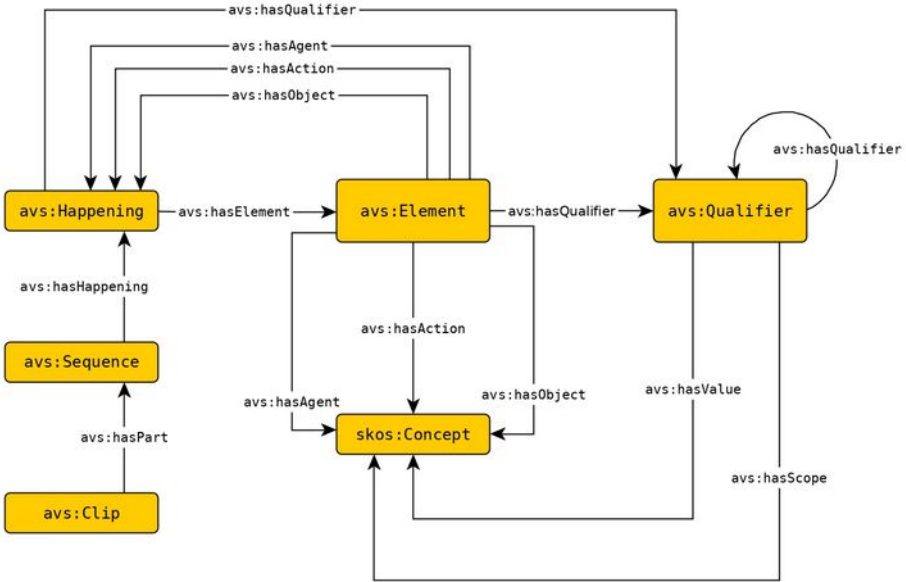 avs:hasQualifier
avs:hasAgent
avs:hasAction
avs:hasObject
avs:hasQualifier
avs:Happening
avs:hasElement
avs:Element
avs:hasQualifier
avs:Qualifier
avs:hasHappening
avs:hasAction
avs:Sequence
avs:hasValue
avs:hasAgent
avs:hasObject
avs:hasPart
skos:Concept
avs:hasScope
avs:Clip